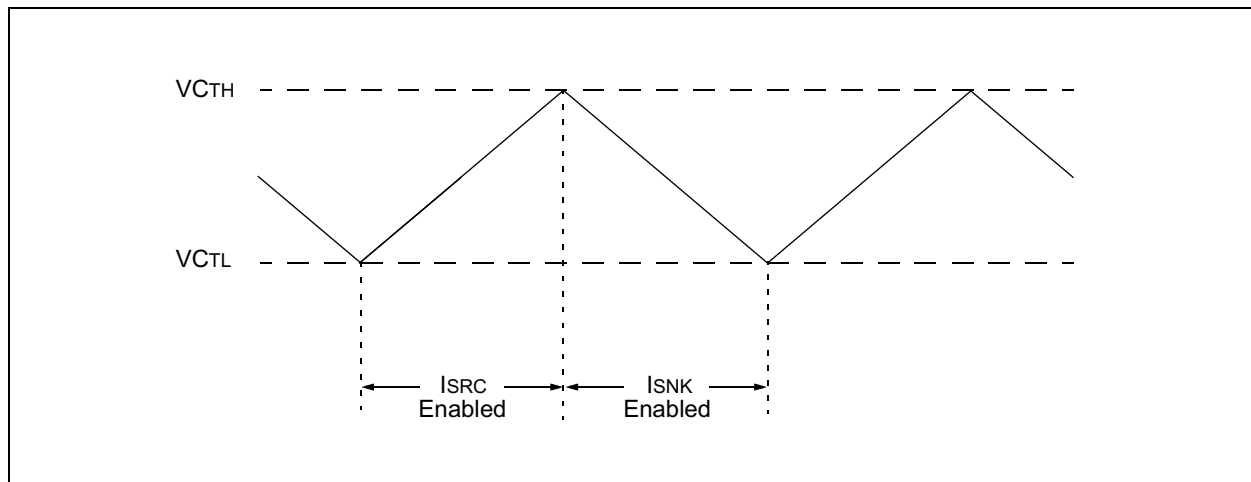 VCTH
VCTL
ISRC
Enabled
ISNK
Enabled